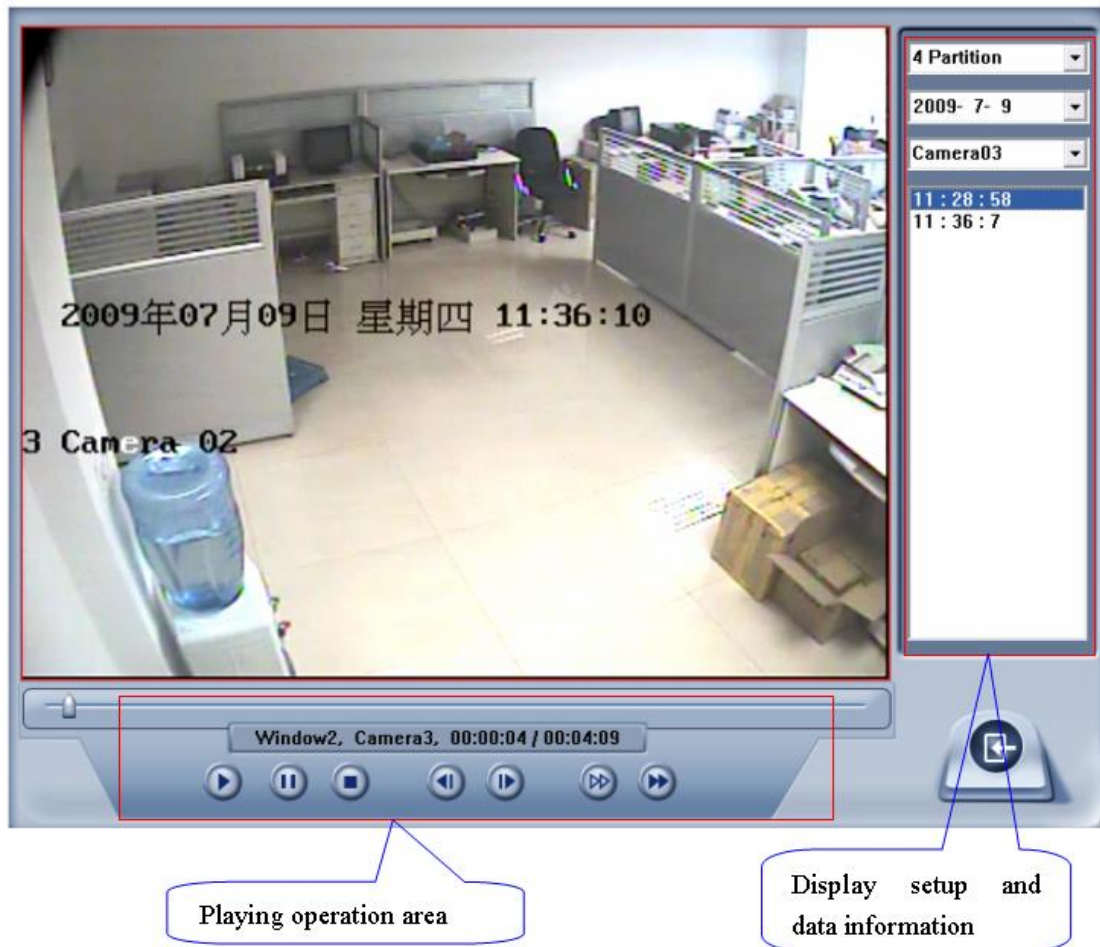 4 Partition
2009- 7- 9
Camera03
11 : 28 : 58
11 : 36 : 7
2009年07月09日 星期四 11:36:10
3 Camera 02
Window2, Camera3, 00:00:04 / 00:04:09
Playing operation area
Display setup and
data information